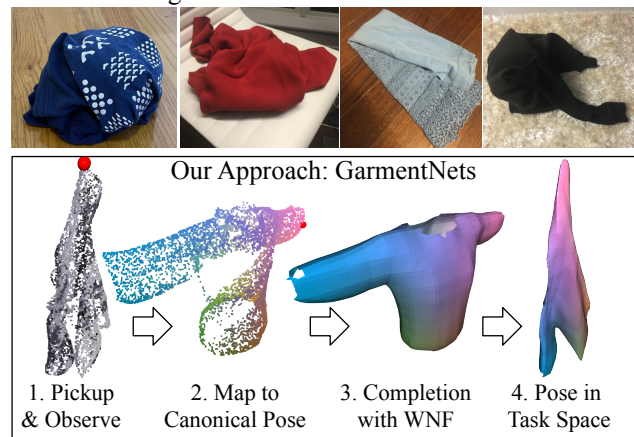 Our Approach: GarmentNets
1. Pickup
& Observe
2. Map to
Canonical Pose
3. Completion
with WNF
4. Pose in
Task Space